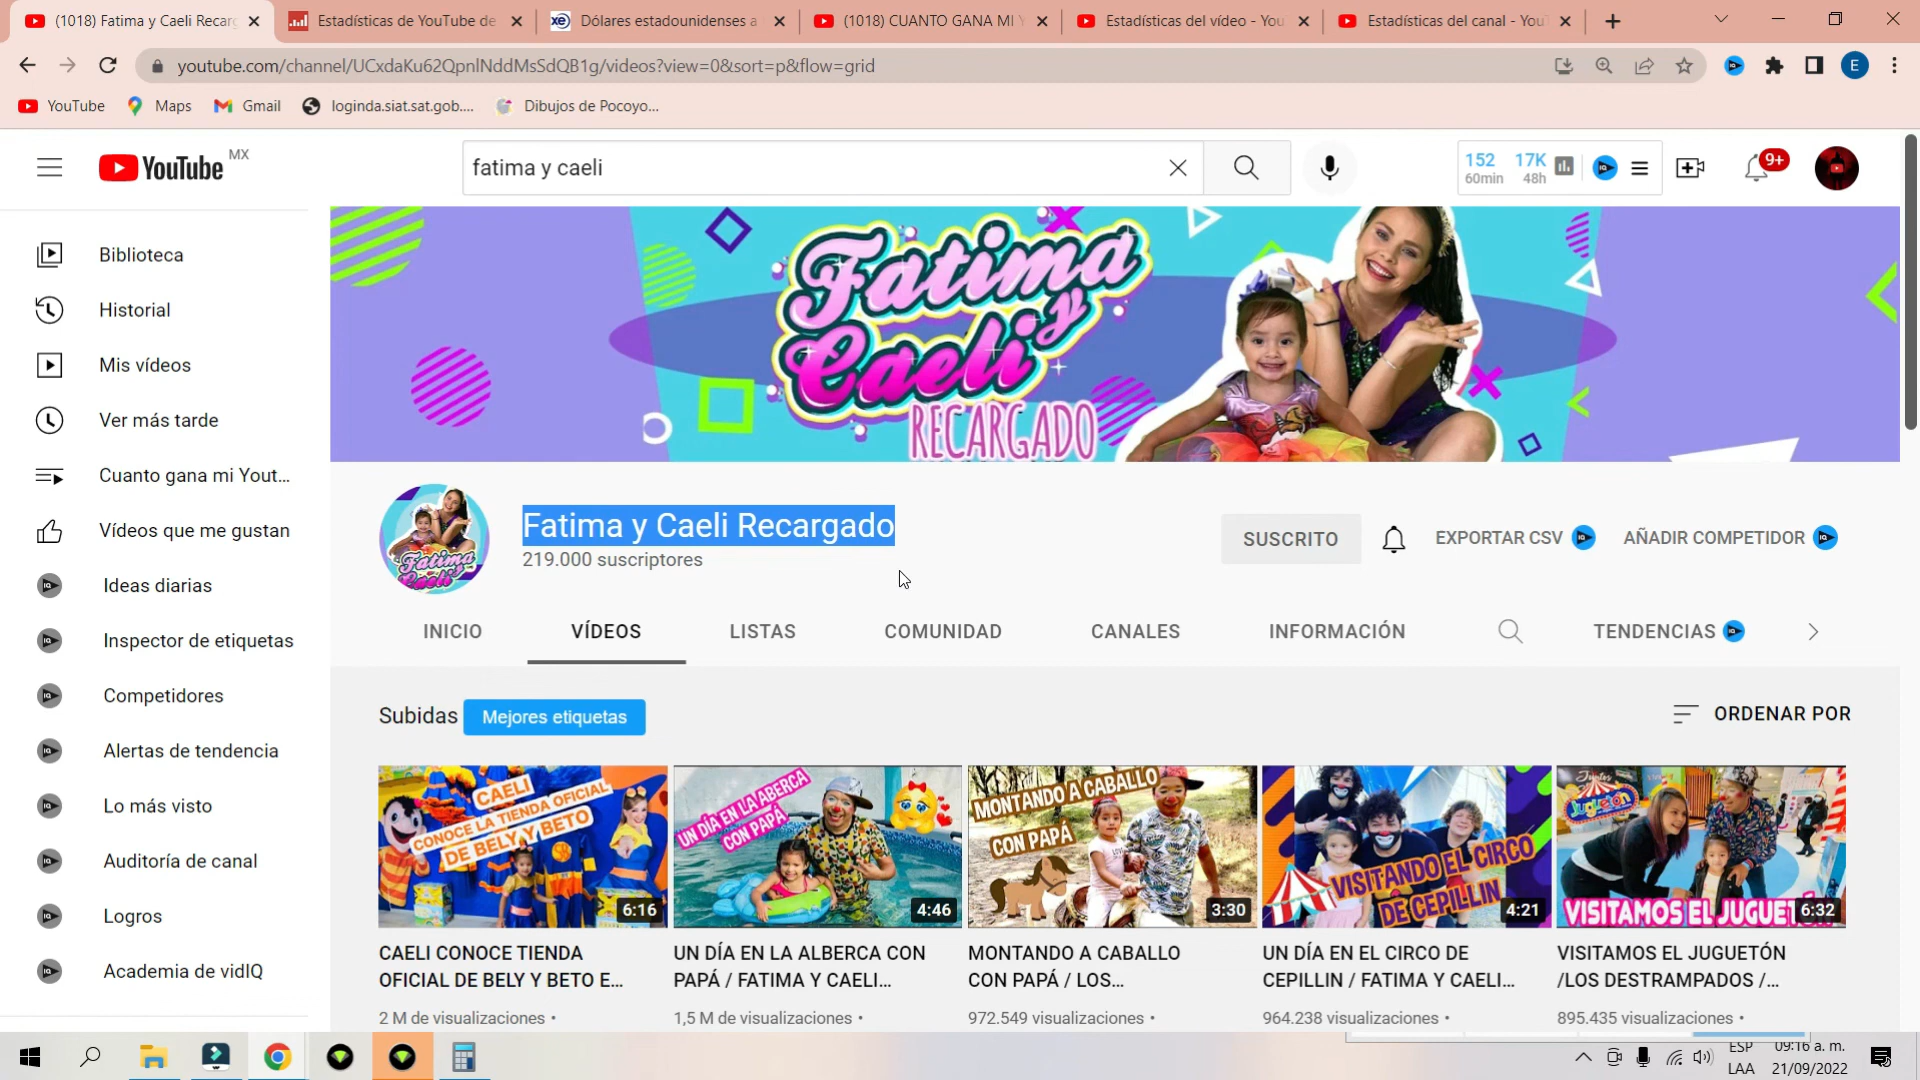 (1018) Fatima y Caeli Recarg
Estadísticas de YouTube de
Dólares estadounidenses a
(1018) CUANTO GANA MI Y
Estadísticas del vídeo - You
Estadísticas del canal - YouT
youtube.com/channel/UCxdaKu62QpnlNddMsSdQB1g/videos?view=0&sort=p&flow=grid
E
YouTube
Maps
Gmail
loginda.siat.sat.gob....
Dibujos de Pocoyo...
YouTube MX
fatima y caeli
152
60min
17K
48h
9+
Biblioteca
Historial
Mis vídeos
Ver más tarde
Cuanto gana mi Yout...
Vídeos que me gustan
Ideas diarias
Inspector de etiquetas
Competidores
Alertas de tendencia
Lo más visto
Auditoría de canal
Logros
Academia de vidIQ
Fatima
y
Caeli
RECARGADO
Fatima y Caeli Recargado
219.000 suscriptores
SUSCRITO
EXPORTAR CSV
AÑADIR COMPETIDOR
INICIO
VÍDEOS
LISTAS
COMUNIDAD
CANALES
INFORMACIÓN
TENDENCIAS
Subidas
Mejores etiquetas
ORDENAR POR
CAELI
CONOCE LA TIENDA OFICIAL
DE BELY Y BETO
6:16
UN DÍA EN LA ABERCA
CON PAPÁ
4:46
MONTANDO A CABALLO
CON PAPÁ
3:30
VISITANDO EL CIRCO
DE CEPILLIN
4:21
Juguetón
VISITAMOS EL JUGUET
6:32
CAELI CONOCE TIENDA
OFICIAL DE BELY Y BETO E...
2 M de visualizaciones •
UN DÍA EN LA ALBERCA CON
PAPÁ / FATIMA Y CAELI...
1,5 M de visualizaciones •
MONTANDO A CABALLO
CON PAPÁ / LOS...
972.549 visualizaciones •
UN DÍA EN EL CIRCO DE
CEPILLIN / FATIMA Y CAELI...
964.238 visualizaciones •
VISITAMOS EL JUGUETÓN
/LOS DESTRAMPADOS /...
895.435 visualizaciones •
ESP
LAA
09:16 a. m.
21/09/2022